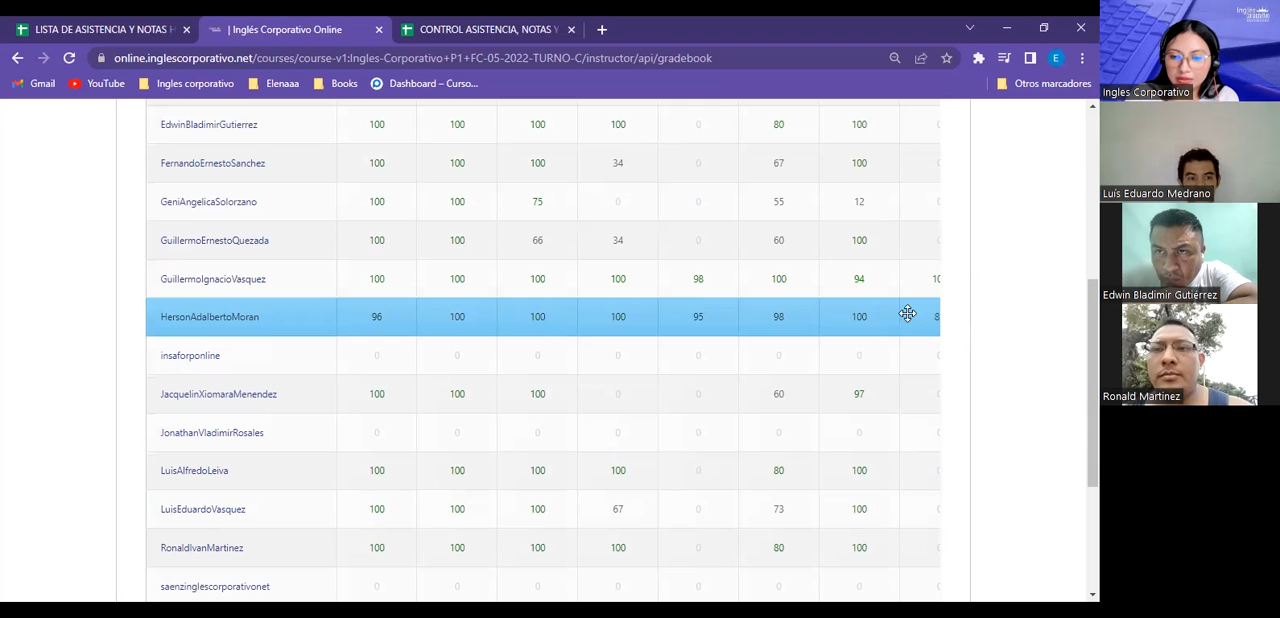 LISTA DE ASISTENCIA Y NOTAS H
| Inglés Corporativo Online
CONTROL ASISTENCIA, NOTAS Y
online.inglescorporativo.net/courses/course-v1:Ingles-Corporativo+P1+FC-05-2022-TURNO-C/instructor/api/gradebook
E
Gmail
YouTube
Ingles corporativo
Elenaaa
Books
Dashboard – Curso...
Otros marcadores
EdwinBladimirGutierrez 100 100 100 100 0 80 100
FernandoErnestoSanchez 100 100 100 34 0 67 100
GeniAngelicaSolorzano 100 100 75 0 0 55 12
GuillermoErnestoQuezada 100 100 66 34 0 60 100
GuillermoIgnacioVasquez 100 100 100 100 98 100 94 10
HersonAdalbertoMoran 96 100 100 100 95 98 100 8
insaforponline 0 0 0 0 0 0 0
JacquelinXiomaraMenendez 100 100 100 0 0 60 97
JonathanVladimirRosales 0 0 0 0 0 0 0
LuisAlfredoLeiva 100 100 100 100 0 80 100
LuisEduardoVasquez 100 100 100 67 0 73 100
RonaldIvanMartinez 100 100 100 100 0 80 100
saenzinglescorporativonet 0 0 0 0 0 0 0
Ingles Corporativo
Luís Eduardo Medrano
Edwin Bladimir Gutiérrez
Ronald Martinez